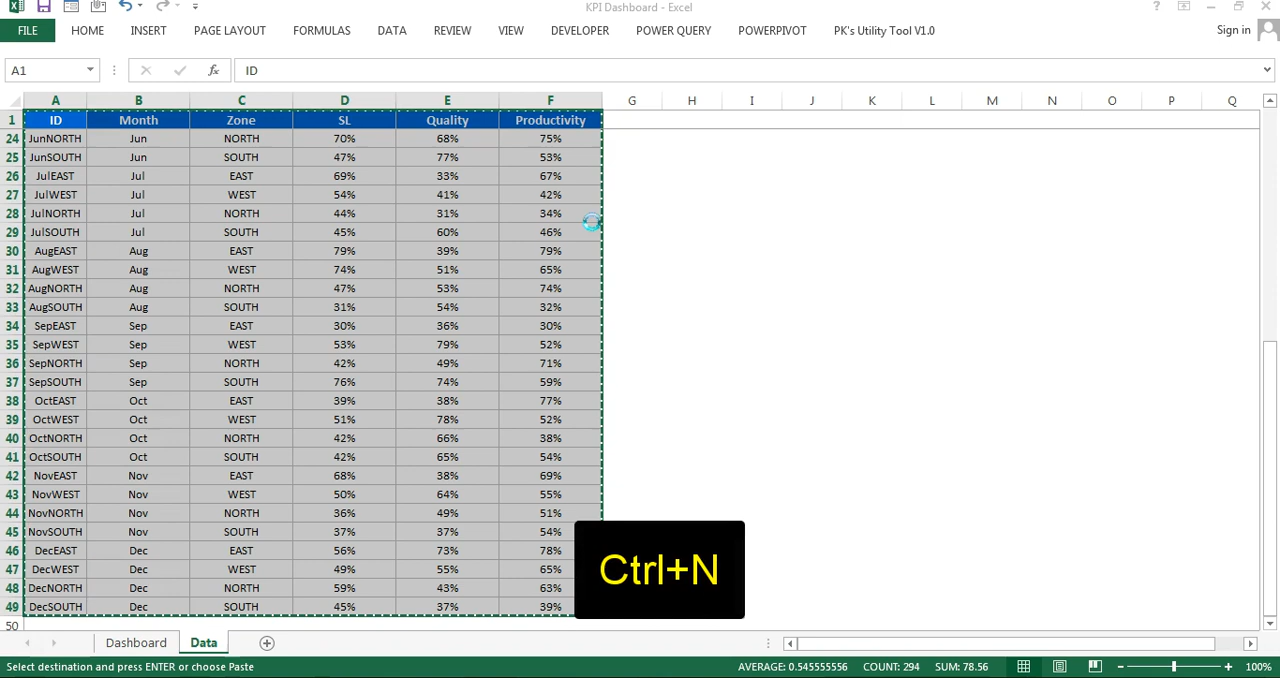 KPI Dashboard - Excel
? 
Sign in
FILE HOME INSERT PAGE LAYOUT FORMULAS DATA REVIEW VIEW DEVELOPER POWER QUERY POWERPIVOT PK's Utility Tool V1.0
A1 fx ID
A B C D E F G H I J K L M N O P Q
1 ID Month Zone SL Quality Productivity
24 JunNORTH Jun NORTH 70% 68% 75%
25 JunSOUTH Jun SOUTH 47% 77% 53%
26 JulEAST Jul EAST 69% 33% 67%
27 JulWEST Jul WEST 54% 41% 42%
28 JulNORTH Jul NORTH 44% 31% 34%
29 JulSOUTH Jul SOUTH 45% 60% 46%
30 AugEAST Aug EAST 79% 39% 79%
31 AugWEST Aug WEST 74% 51% 65%
32 AugNORTH Aug NORTH 47% 53% 74%
33 AugSOUTH Aug SOUTH 31% 54% 32%
34 SepEAST Sep EAST 30% 36% 30%
35 SepWEST Sep WEST 53% 79% 52%
36 SepNORTH Sep NORTH 42% 49% 71%
37 SepSOUTH Sep SOUTH 76% 74% 59%
38 OctEAST Oct EAST 39% 38% 77%
39 OctWEST Oct WEST 51% 78% 52%
40 OctNORTH Oct NORTH 42% 66% 38%
41 OctSOUTH Oct SOUTH 42% 65% 54%
42 NovEAST Nov EAST 68% 38% 69%
43 NovWEST Nov WEST 50% 64% 55%
44 NovNORTH Nov NORTH 36% 49% 51%
45 NovSOUTH Nov SOUTH 37% 37% 54%
46 DecEAST Dec EAST 56% 73% 78%
47 DecWEST Dec WEST 49% 55% 65%
48 DecNORTH Dec NORTH 59% 43% 63%
49 DecSOUTH Dec SOUTH 45% 37% 39%
50
Ctrl+N
Dashboard Data
Select destination and press ENTER or choose Paste AVERAGE: 0.545555556 COUNT: 294 SUM: 78.56 100%